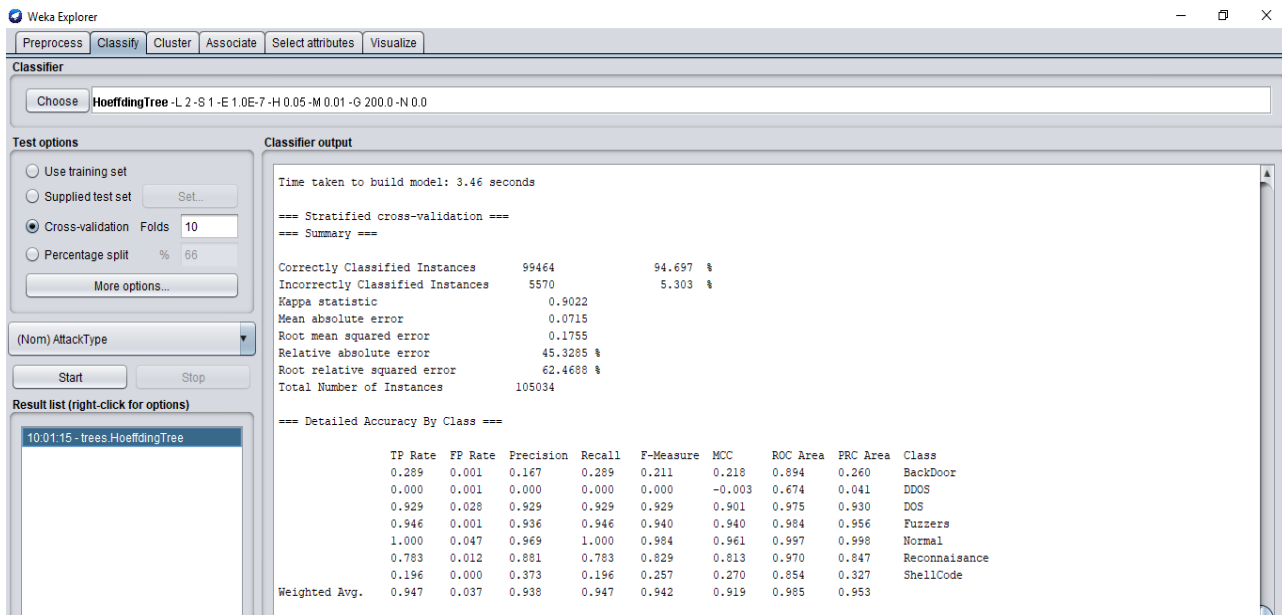 Weka Explorer
Preprocess Classify Cluster Associate Select attributes Visualize
Classifier
Choose HoeffdingTree -L 2 -S 1 -E 1.0E-7 -H 0.05 -M 0.01 -G 200.0 -N 0.0
Test options
Use training set
Supplied test set Set...
Cross-validation Folds 10
Percentage split % 66
More options...
(Nom) AttackType
Start Stop
Result list (right-click for options)
10:01:15 - trees.HoeffdingTree
Classifier output
Time taken to build model: 3.46 seconds
=== Stratified cross-validation ===
=== Summary ===
Correctly Classified Instances 99464 94.697 %
Incorrectly Classified Instances 5570 5.303 %
Kappa statistic 0.9022
Mean absolute error 0.0715
Root mean squared error 0.1755
Relative absolute error 45.3285 %
Root relative squared error 62.4688 %
Total Number of Instances 105034
=== Detailed Accuracy By Class ===
TP Rate FP Rate Precision Recall F-Measure MCC ROC Area PRC Area Class
0.289 0.001 0.167 0.289 0.211 0.218 0.894 0.260 BackDoor
0.000 0.001 0.000 0.000 0.000 -0.003 0.674 0.041 DDOS
0.929 0.028 0.929 0.929 0.929 0.901 0.975 0.930 DOS
0.946 0.001 0.936 0.946 0.940 0.940 0.984 0.956 Fuzzers
1.000 0.047 0.969 1.000 0.984 0.961 0.997 0.998 Normal
0.783 0.012 0.881 0.783 0.829 0.813 0.970 0.847 Reconnaisance
0.196 0.000 0.373 0.196 0.257 0.270 0.854 0.327 ShellCode
Weighted Avg. 0.947 0.037 0.938 0.947 0.942 0.919 0.985 0.953